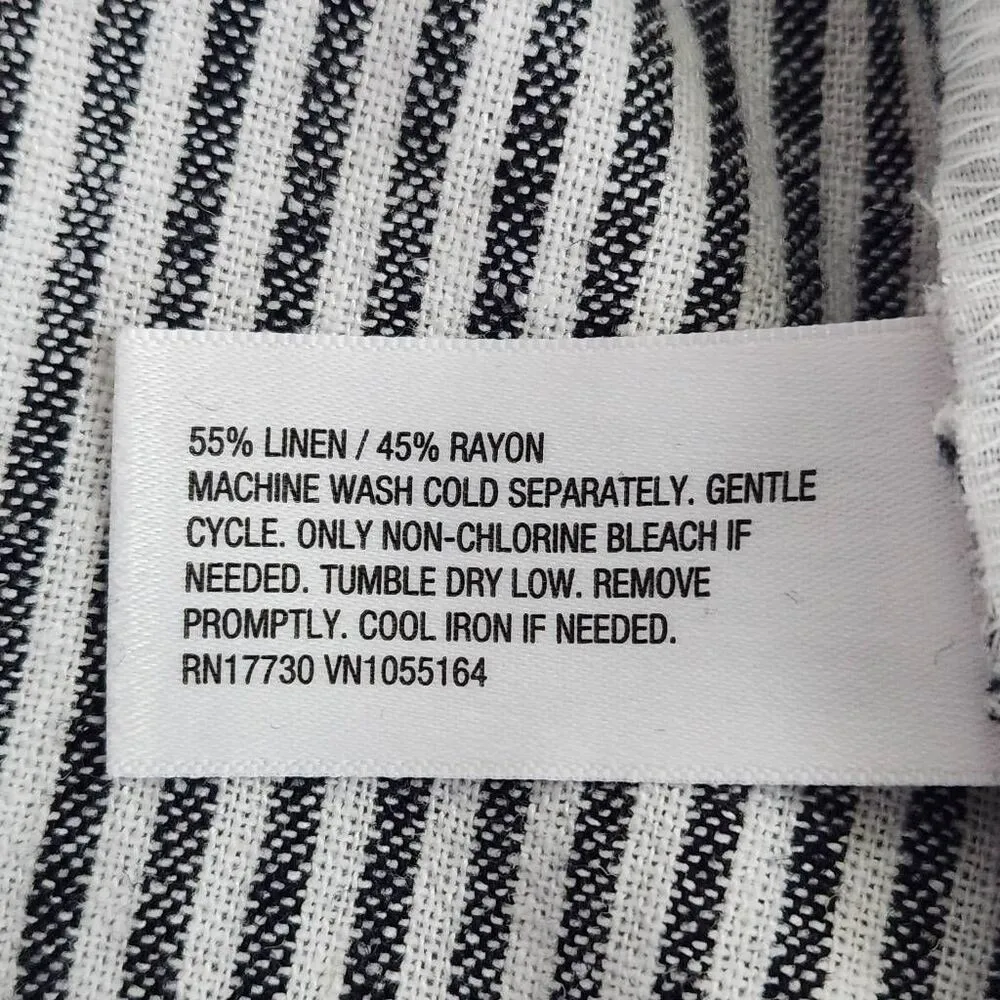 55% LINEN / 45% RAYON
MACHINE WASH COLD SEPARATELY. GENTLE
CYCLE. ONLY NON-CHLORINE BLEACH IF
NEEDED. TUMBLE DRY LOW. REMOVE
PROMPTLY. COOL IRON IF NEEDED.
RN17730 VN1055164